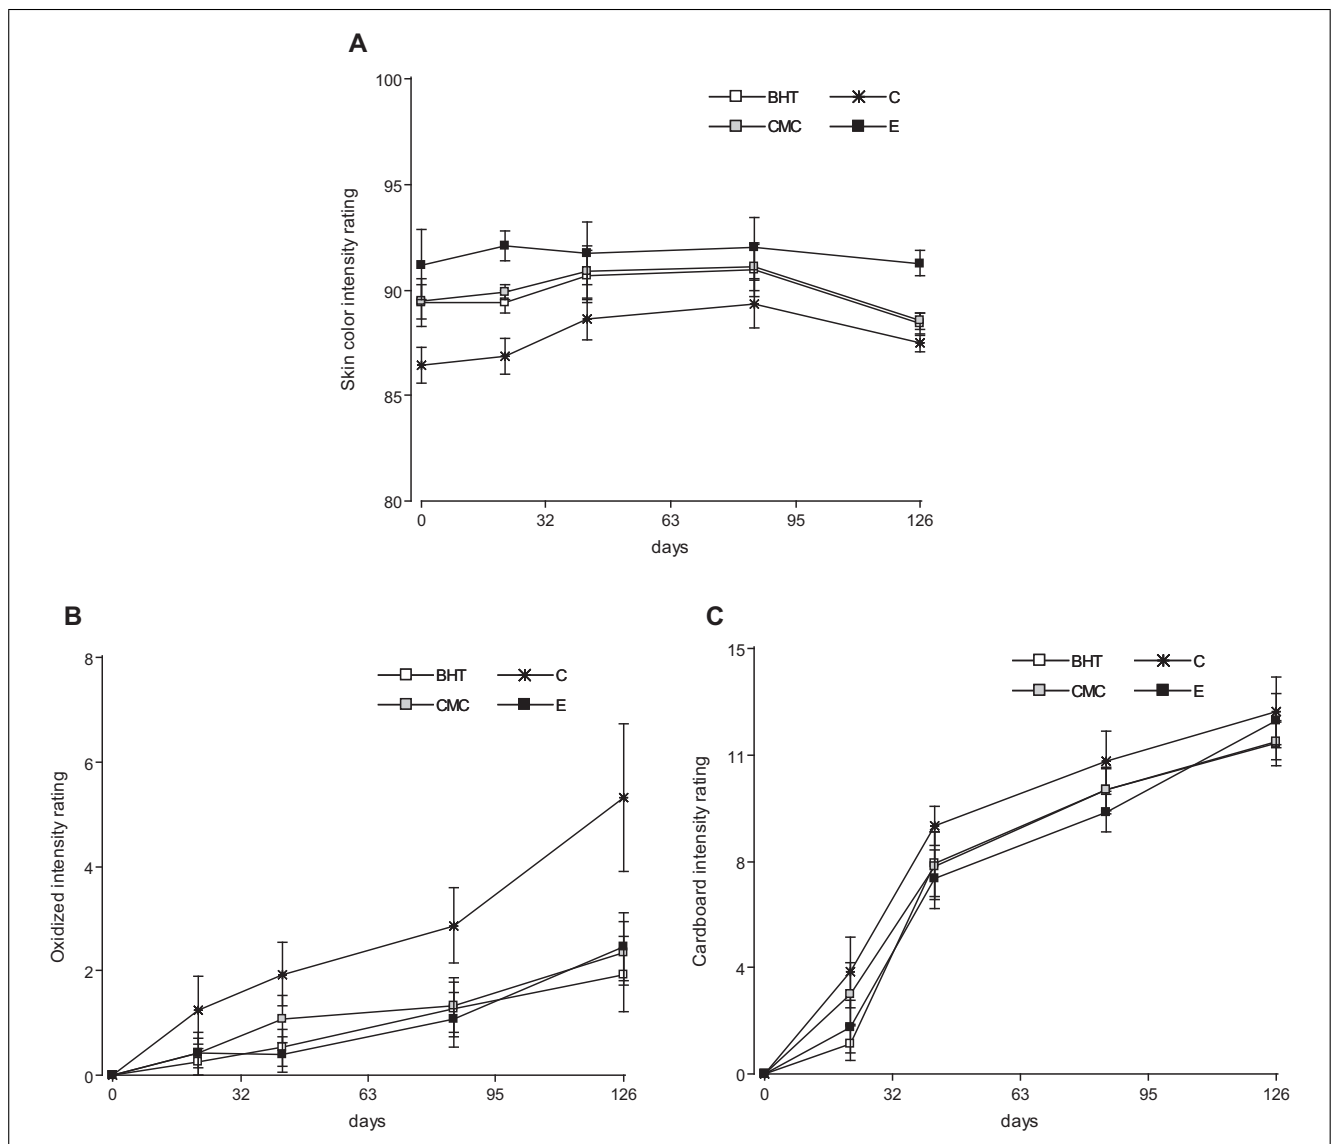 A
100
95
90
85
80
Skin color intensity rating
BHT
C
CMC
E
0 32 63 95 126
days
B
8
6
4
2
0
Oxidized intensity rating
BHT
C
CMC
E
0 32 63 95 126
days
C
15
11
8
4
0
Cardboard intensity rating
BHT
C
CMC
E
0 32 63 95 126
days